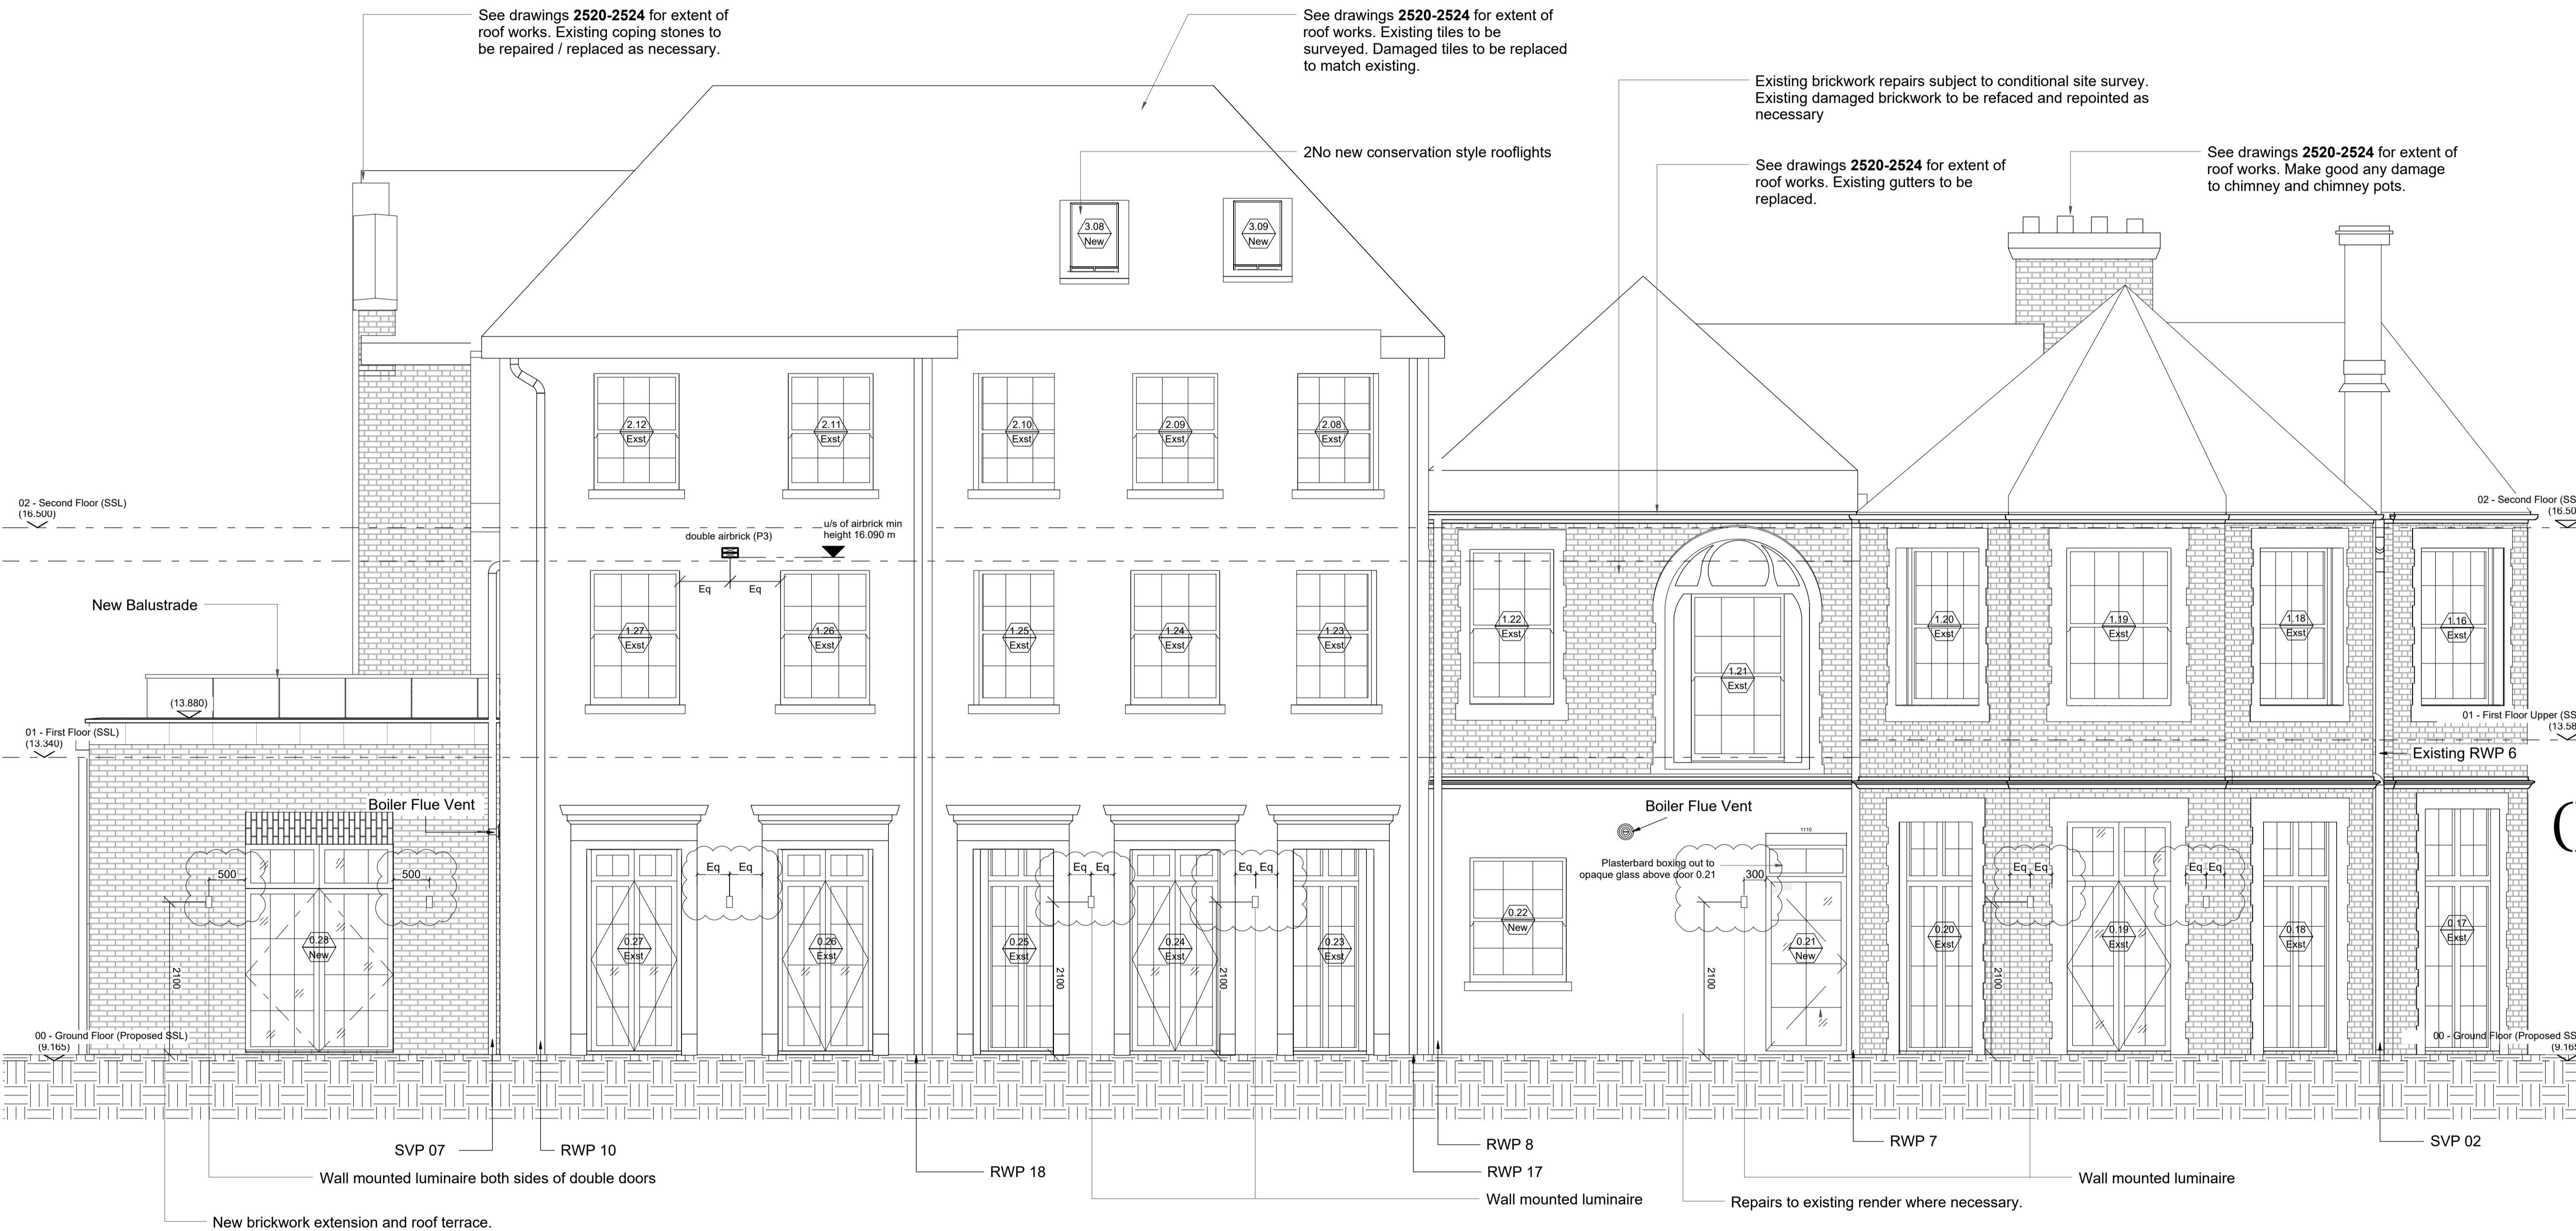 See drawings 2520-2524 for extent of
roof works. Existing coping stones to
be repaired / replaced as necessary.
See drawings 2520-2524 for extent of
roof works. Existing tiles to be
surveyed. Damaged tiles to be replaced
to match existing.
Existing brickwork repairs subject to conditional site survey.
Existing damaged brickwork to be refaced and repointed as
necessary
2No new conservation style rooflights
See drawings 2520-2524 for extent of
roof works. Existing gutters to be
replaced.
See drawings 2520-2524 for extent of
roof works. Make good any damage
to chimney and chimney pots.
3.08
New
3.09
New
2.12
Exst
2.11
Exst
2.10
Exst
2.09
Exst
2.08
Exst
02 - Second Floor (SSL)
(16.500)
02 - Second Floor (SS
(16.50
double airbrick (P3)
u/s of airbrick min
height 16.090 m
Eq
Eq
New Balustrade
1.27
Exst
1.26
Exst
1.25
Exst
1.24
Exst
1.23
Exst
1.22
Exst
1.21
Exst
1.20
Exst
1.19
Exst
1.18
Exst
1.16
Exst
(13.880)
01 - First Floor (SSL)
(13.340)
01 - First Floor Upper (SS
(13.58
Existing RWP 6
Boiler Flue Vent
Boiler Flue Vent
1110
Plasterbard boxing out to
opaque glass above door 0.21
500
500
Eq
Eq
Eq
Eq
Eq
Eq
300
Eq
Eq
Eq
Eq
0.28
New
0.27
Exst
0.26
Exst
0.25
Exst
0.24
Exst
0.23
Exst
0.22
New
0.21
New
0.20
Exst
0.19
Exst
0.18
Exst
0.17
Exst
2100
2100
2100
2100
2100
(
00 - Ground Floor (Proposed SSL)
(9.165)
00 - Ground Floor (Proposed SS
(9.165
SVP 07
RWP 10
RWP 18
RWP 8
RWP 17
RWP 7
SVP 02
Wall mounted luminaire both sides of double doors
Wall mounted luminaire
Wall mounted luminaire
Repairs to existing render where necessary.
New brickwork extension and roof terrace.